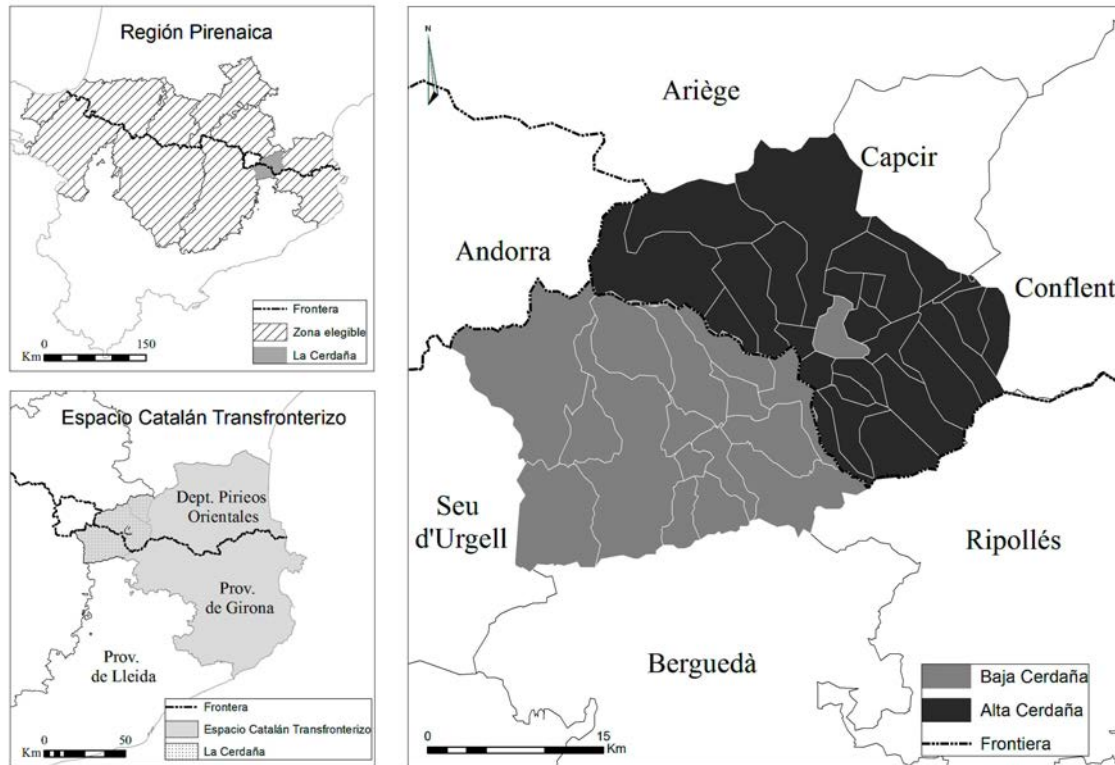 Región Pirenaica
Frontera
Zona elegible
La Cerdaña
0
150
Km
Espacio Catalán Transfronterizo
Dept. Pirieos
Orientales
Prov.
de Girona
Prov.
de Lleida
Frontera
Espacio Catalán Transfronterizo
La Cerdaña
0
50
Km
N
Ariège
Capcir
Andorra
Conflent
Seu
d'Urgell
Ripollés
Berguedà
Baja Cerdaña
Alta Cerdaña
Frontiera
0
15
Km